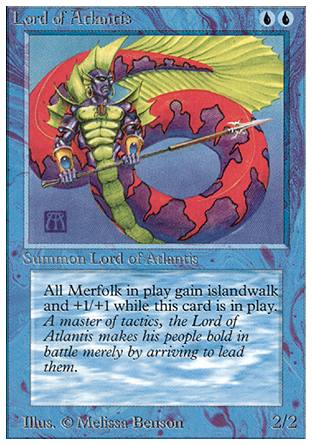 Lord of Atlantis
Summon Lord of Atlantis
All Merfolk in play gain islandwalk
and +1/+1 while this card is in play.
A master of tactics, the Lord of
Atlantis makes his people bold in
battle merely by arriving to lead
them.
Illus. © Melissa Benson
2/2